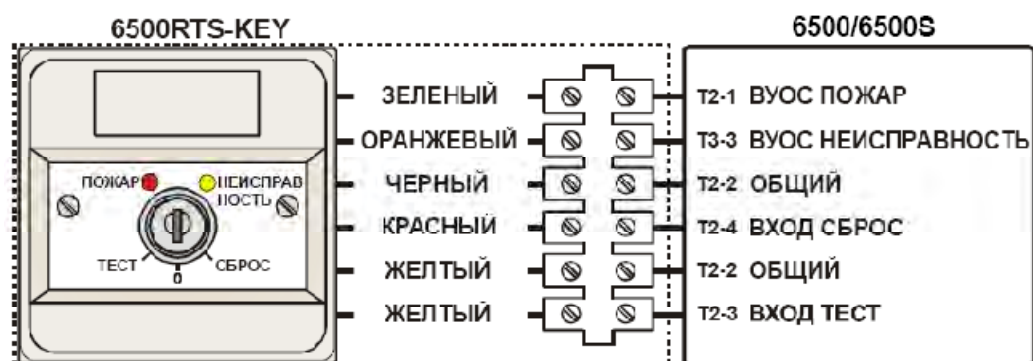 6500RTS-KEY
6500/6500S
ЗЕЛЕНЫЙ T2-1 ВУОС ПОЖАР
ОРАНЖЕВЫЙ T3-3 ВУОС НЕИСПРАВНОСТЬ
ПОЖАР НЕИСПРАВ
НОСТЬ
ЧЕРНЫЙ T2-2 ОБЩИЙ
КРАСНЫЙ T2-4 ВХОД СБРОС
ТЕСТ 0 СБРОС
ЖЕЛТЫЙ T2-2 ОБЩИЙ
ЖЕЛТЫЙ T2-3 ВХОД ТЕСТ